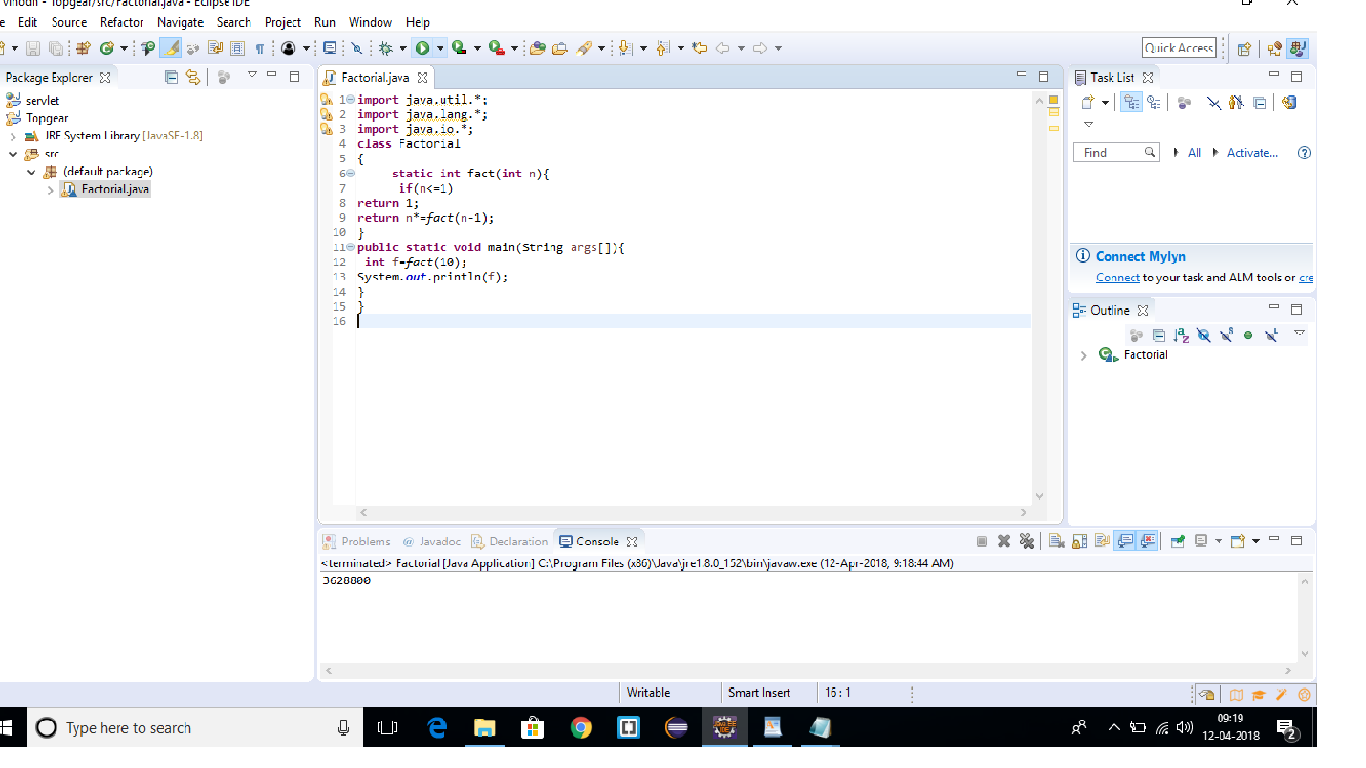 vinodh - Topgear/src/Factorial.java - Eclipse IDE
e Edit Source Refactor Navigate Search Project Run Window Help
Quick Access
Package Explorer
servlet
Topgear
JRE System Library [JavaSE-1.8]
src
(default package)
Factorial.java
Factorial.java
1 import java.util.*;
2 import java.lang.*;
3 import java.io.*;
4 class Factorial
5 {
6 static int fact(int n){
7 if(n<=1)
8 return 1;
9 return n*=fact(n-1);
10 }
11 public static void main(String args[]){
12 int f=fact(10);
13 System.out.println(f);
14 }
15 }
16
Task List
Find
All
Activate...
Connect Mylyn
Connect to your task and ALM tools or cre
Outline
Factorial
Problems @ Javadoc Declaration Console
<terminated> Factorial [Java Application] C:\Program Files (x86)\Java\jre1.8.0_152\bin\javaw.exe (12-Apr-2018, 9:18:44 AM)
3628800
Writable
Smart Insert
16 : 1
Type here to search
09:19
12-04-2018
2